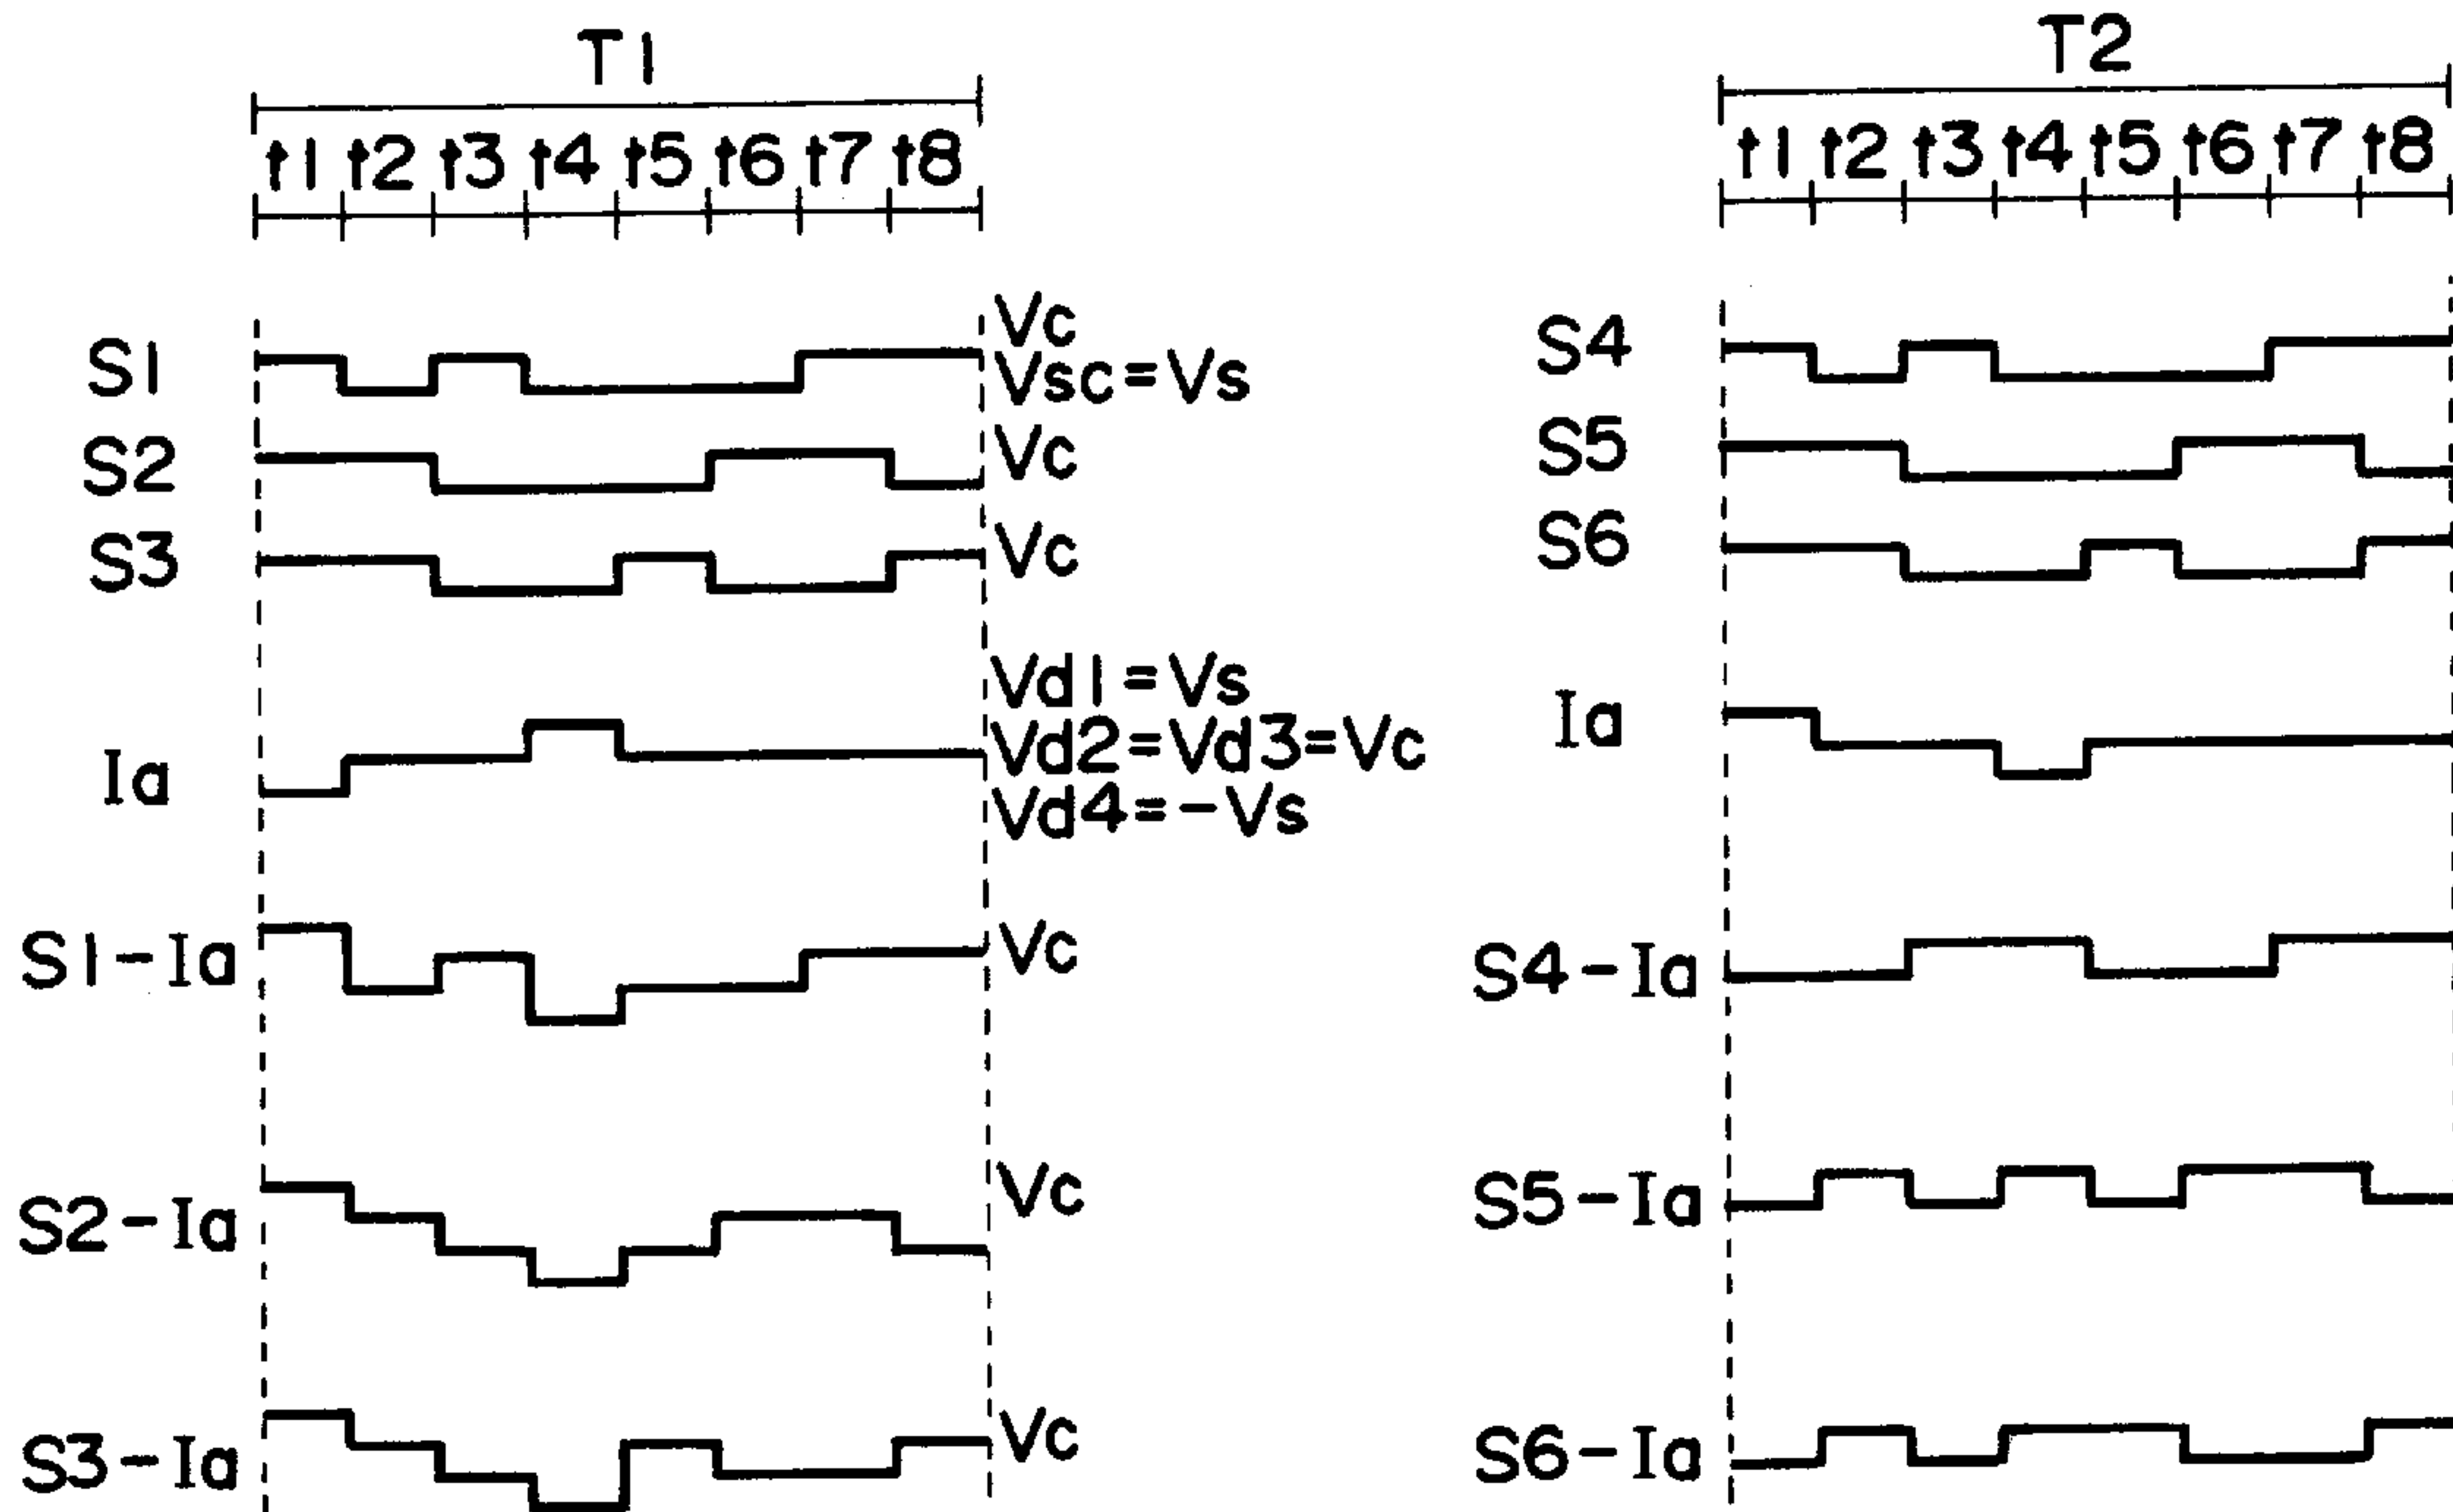 T1
t1 t2 t3 t4 t5 t6 t7 t8
S1
Vc
Vsc=Vs
S2
Vc
S3
Vc
Ia
Vd1=Vs
Vd2=Vd3=Vc
Vd4=-Vs
S1-Ia
Vc
S2-Ia
Vc
S3-Ia
Vc
T2
t1 t2 t3 t4 t5 t6 t7 t8
S4
S5
S6
Ia
S4-Ia
S5-Ia
S6-Ia